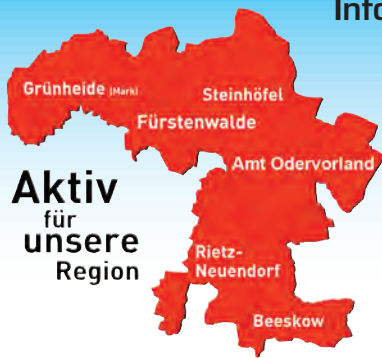 Info
Grünheide (Mark)
Steinhöfel
Fürstenwalde
Amt Odervorland
Aktiv
für
unsere
Region
Rietz-
Neuendorf
Beeskow